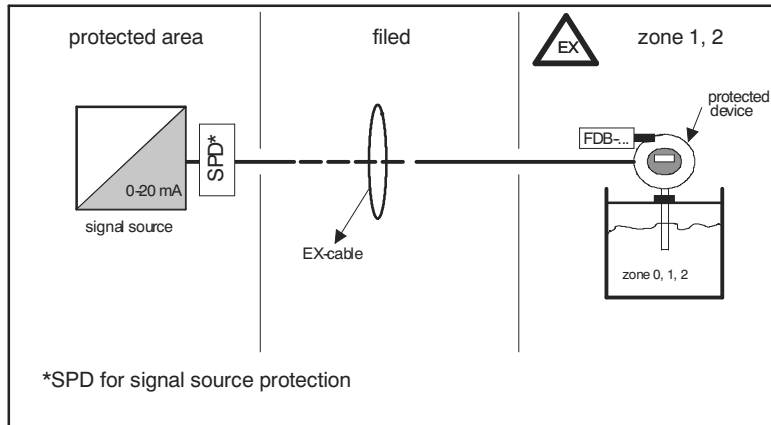 protected area
filed
EX
zone 1, 2
protected
device
FDB-...
SPD*
0-20 mA
signal source
EX-cable
zone 0, 1, 2
*SPD for signal source protection